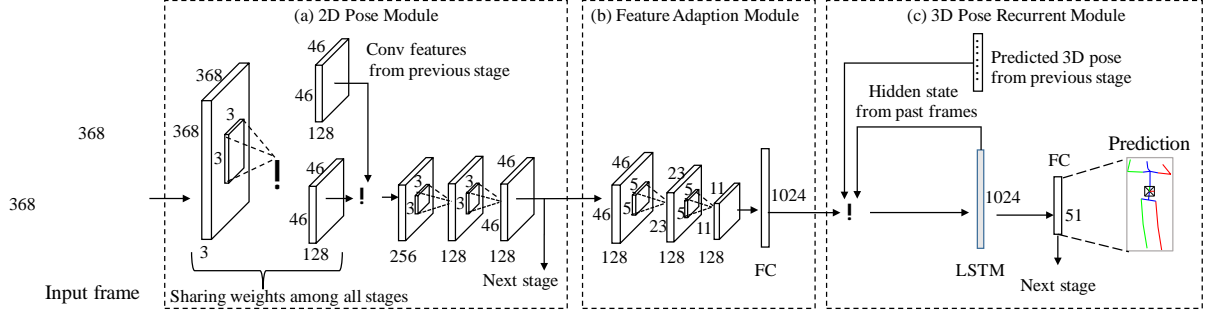 (a) 2D Pose Module
(b) Feature Adaption Module
(c) 3D Pose Recurrent Module
368
368
Input frame
368
368
3
3
3
!
46
46
128
Conv features
from previous stage
46
46
128
!
Sharing weights among all stages
3
3
256
3
3
128
46
46
128
Next stage
46
46
5
5
128
23
23
5
5
128
11
11
128
1024
FC
Predicted 3D pose
from previous stage
Hidden state
from past frames
!
1024
LSTM
FC
51
Next stage
Prediction